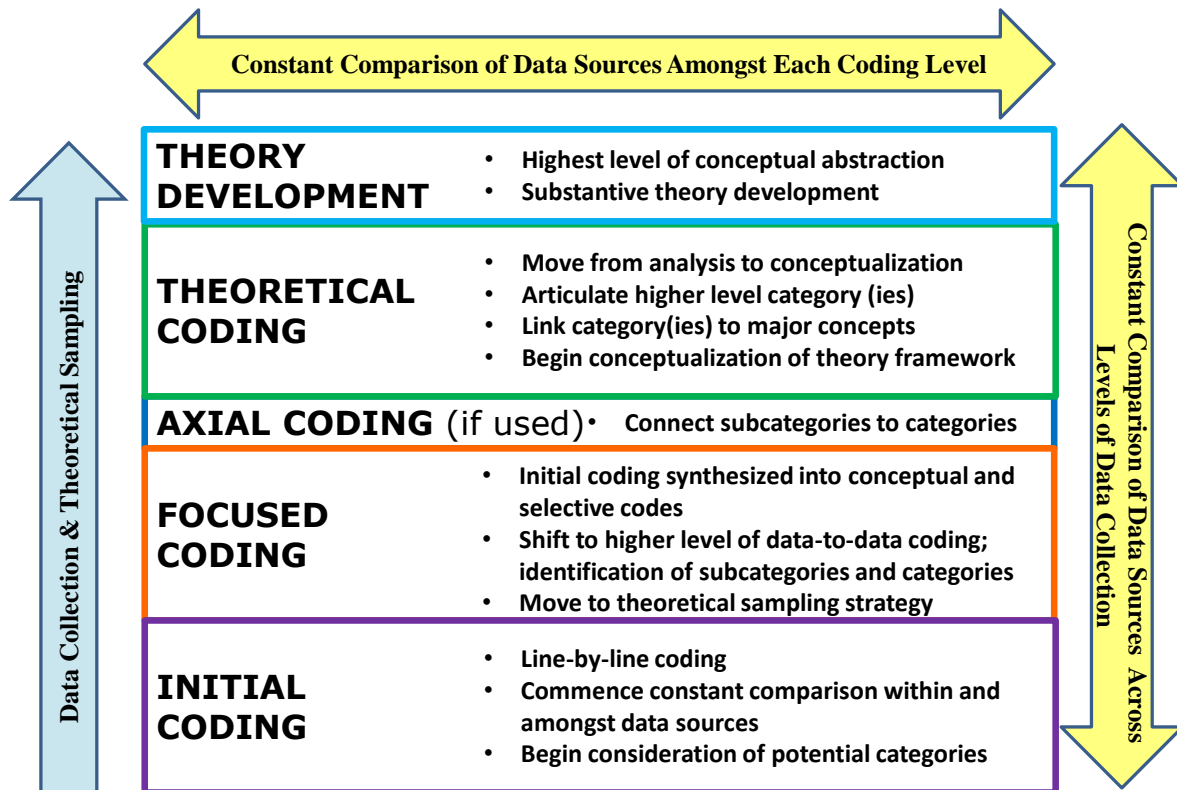 Constant Comparison of Data Sources Amongst Each Coding Level
Data Collection & Theoretical Sampling
THEORY
DEVELOPMENT
• Highest level of conceptual abstraction
• Substantive theory development
THEORETICAL
CODING
• Move from analysis to conceptualization
• Articulate higher level category (ies)
• Link category(ies) to major concepts
• Begin conceptualization of theory framework
AXIAL CODING (if used)• Connect subcategories to categories
FOCUSED
CODING
• Initial coding synthesized into conceptual and
selective codes
• Shift to higher level of data-to-data coding;
identification of subcategories and categories
• Move to theoretical sampling strategy
INITIAL
CODING
• Line-by-line coding
• Commence constant comparison within and
amongst data sources
• Begin consideration of potential categories
Constant Comparison of Data Sources Across
Levels of Data Collection